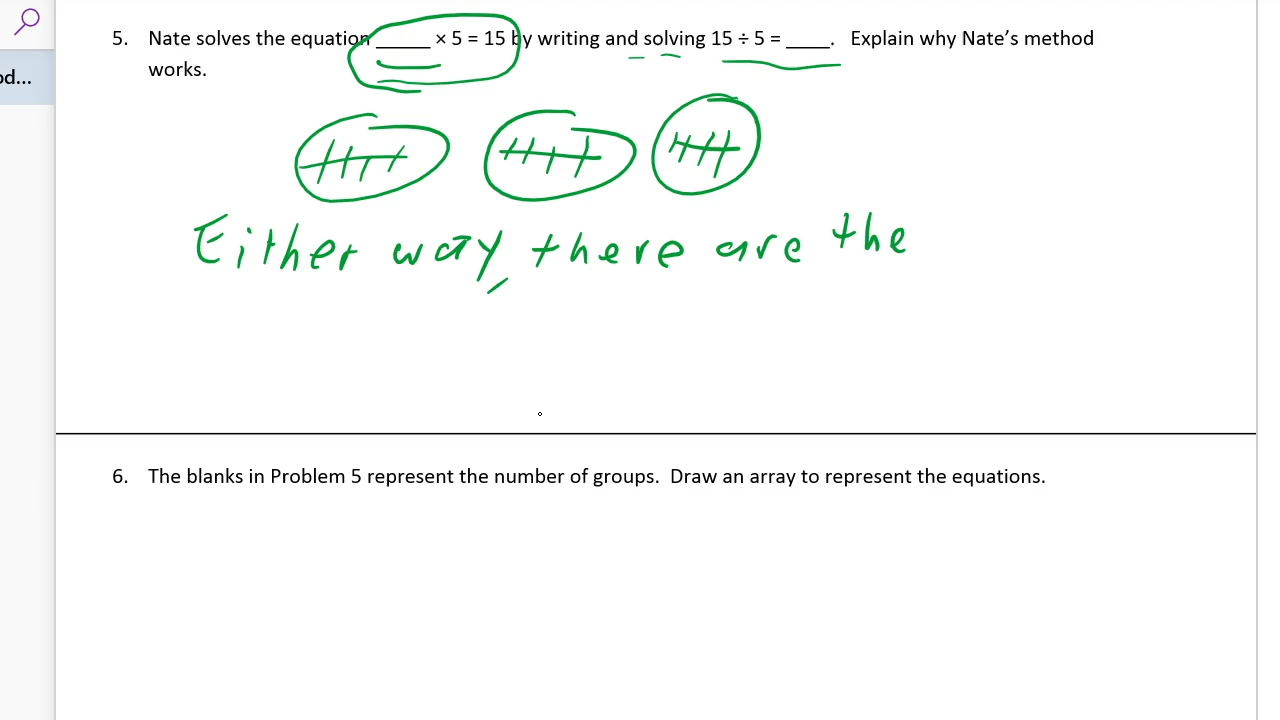 od...
5. Nate solves the equation _____ × 5 = 15 by writing and solving 15 ÷ 5 = ____. Explain why Nate’s method
works.
Either way, there are the
6. The blanks in Problem 5 represent the number of groups. Draw an array to represent the equations.